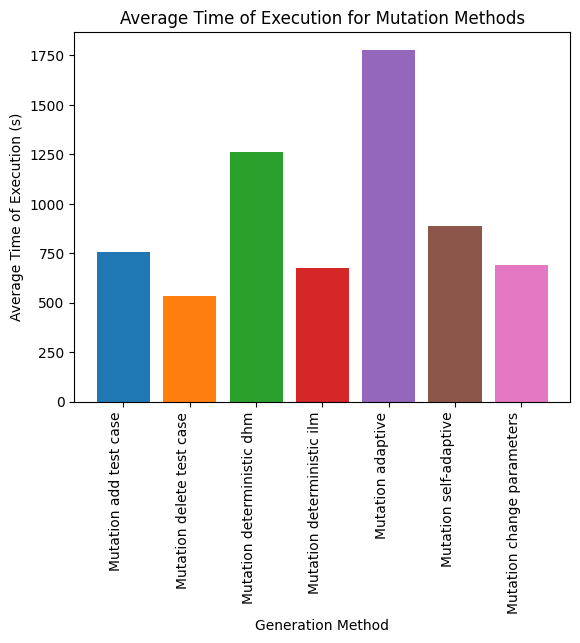 Average Time of Execution for Mutation Methods
Average Time of Execution (s)
1750
1500
1250
1000
750
500
250
0
Mutation add test case
Mutation delete test case
Mutation deterministic dhm
Mutation deterministic ilm
Mutation adaptive
Mutation self-adaptive
Mutation change parameters
Generation Method